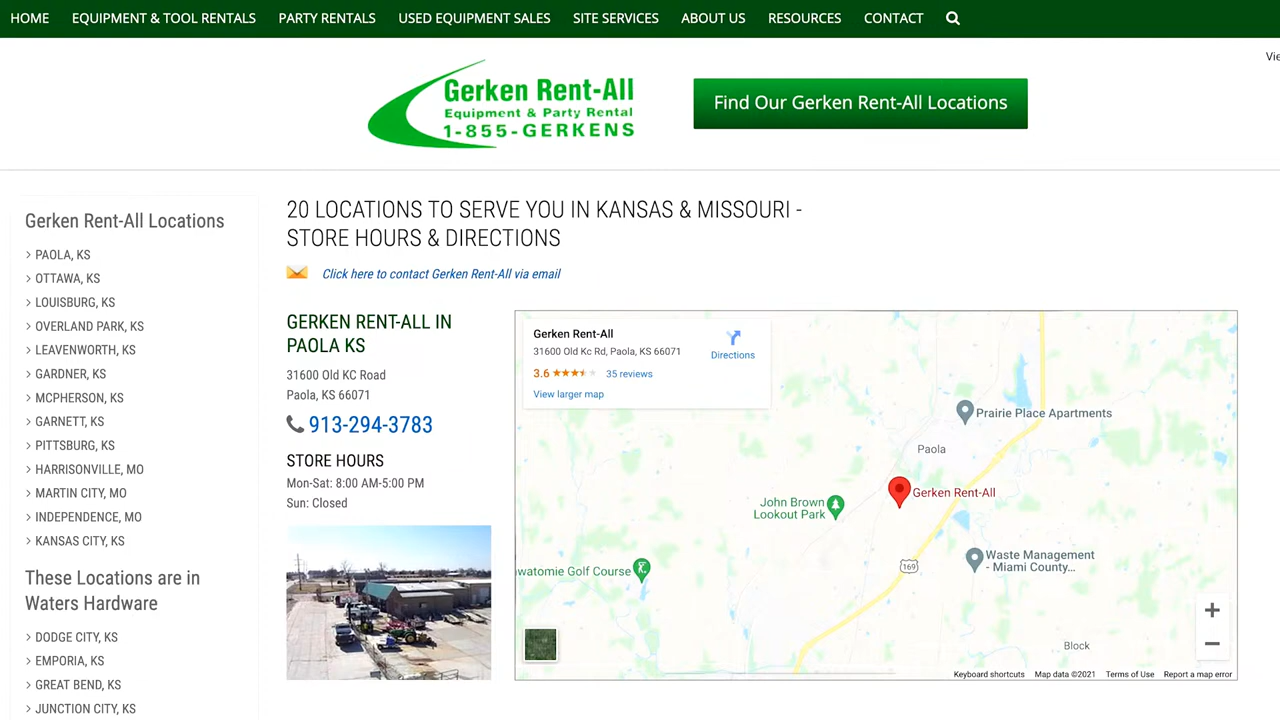 HOME EQUIPMENT & TOOL RENTALS PARTY RENTALS USED EQUIPMENT SALES SITE SERVICES ABOUT US RESOURCES CONTACT
Vie
Gerken Rent-All
Equipment & Party Rental
1-855-GERKENS
Find Our Gerken Rent-All Locations
Gerken Rent-All Locations
PAOLA, KS
OTTAWA, KS
LOUISBURG, KS
OVERLAND PARK, KS
LEAVENWORTH, KS
GARDNER, KS
MCPHERSON, KS
GARNETT, KS
PITTSBURG, KS
HARRISONVILLE, MO
MARTIN CITY, MO
INDEPENDENCE, MO
KANSAS CITY, KS
These Locations are in
Waters Hardware
DODGE CITY, KS
EMPORIA, KS
GREAT BEND, KS
JUNCTION CITY, KS
20 LOCATIONS TO SERVE YOU IN KANSAS & MISSOURI -
STORE HOURS & DIRECTIONS
Click here to contact Gerken Rent-All via email
GERKEN RENT-ALL IN
PAOLA KS
31600 Old KC Road
Paola, KS 66071
913-294-3783
STORE HOURS
Mon-Sat: 8:00 AM-5:00 PM
Sun: Closed
Gerken Rent-All
31600 Old Kc Rd, Paola, KS 66071
Directions
3.6 35 reviews
View larger map
Prairie Place Apartments
Paola
Gerken Rent-All
John Brown
Lookout Park
Waste Management
- Miami County...
169
watomie Golf Course
Block
Keyboard shortcuts Map data ©2021 Terms of Use Report a map error